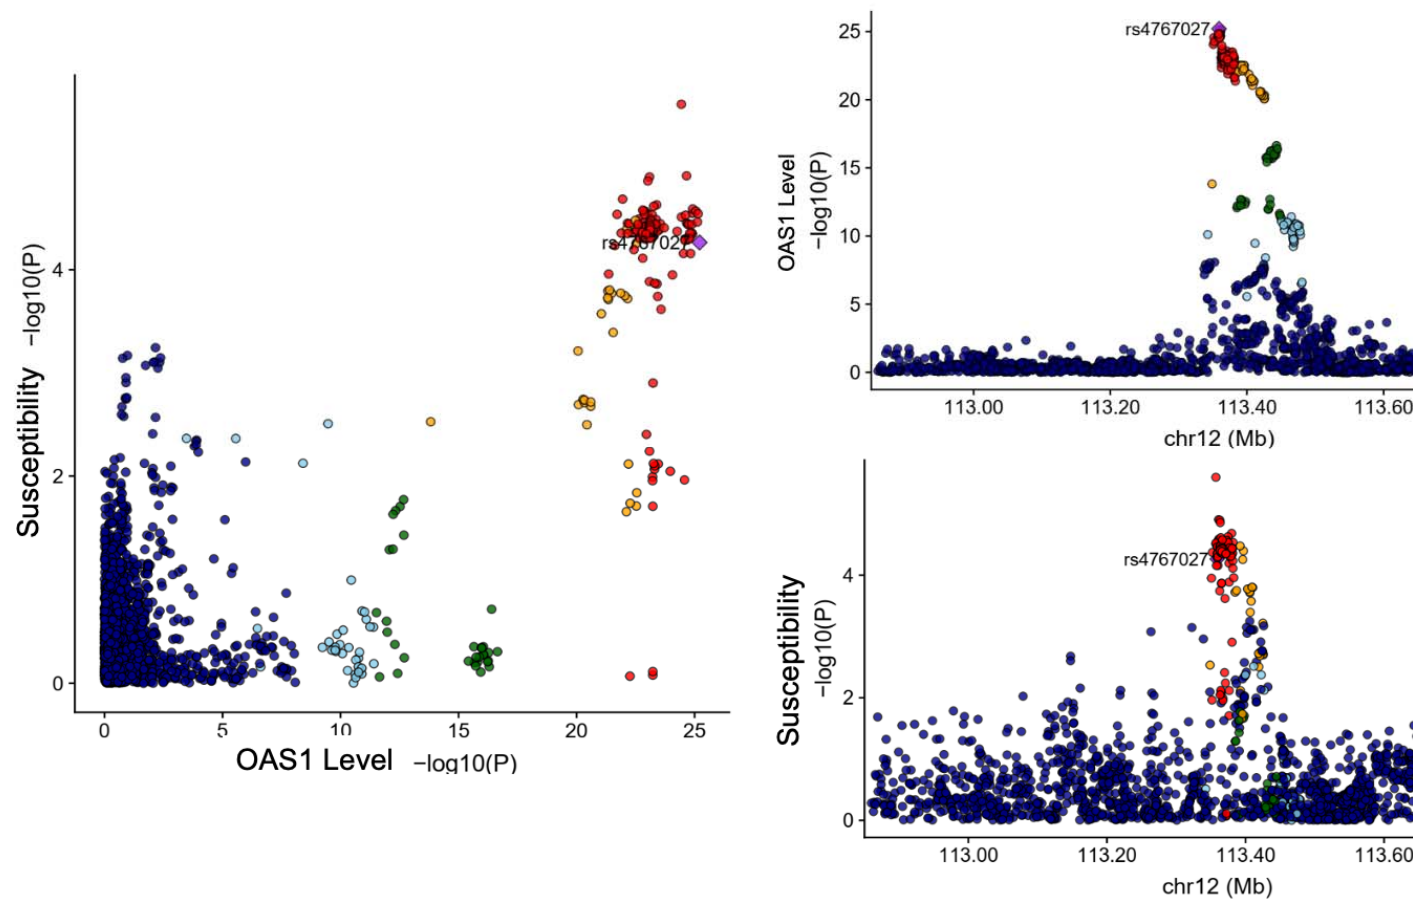 Susceptibility −log10(P)
4
2
0
rs4767027
0 5 10 15 20 25
OAS1 Level −log10(P)
OAS1 Level
−log10(P)
25
20
15
10
5
0
rs4767027
113.00 113.20 113.40 113.60
chr12 (Mb)
Susceptibility
−log10(P)
4
2
0
rs4767027
113.00 113.20 113.40 113.60
chr12 (Mb)